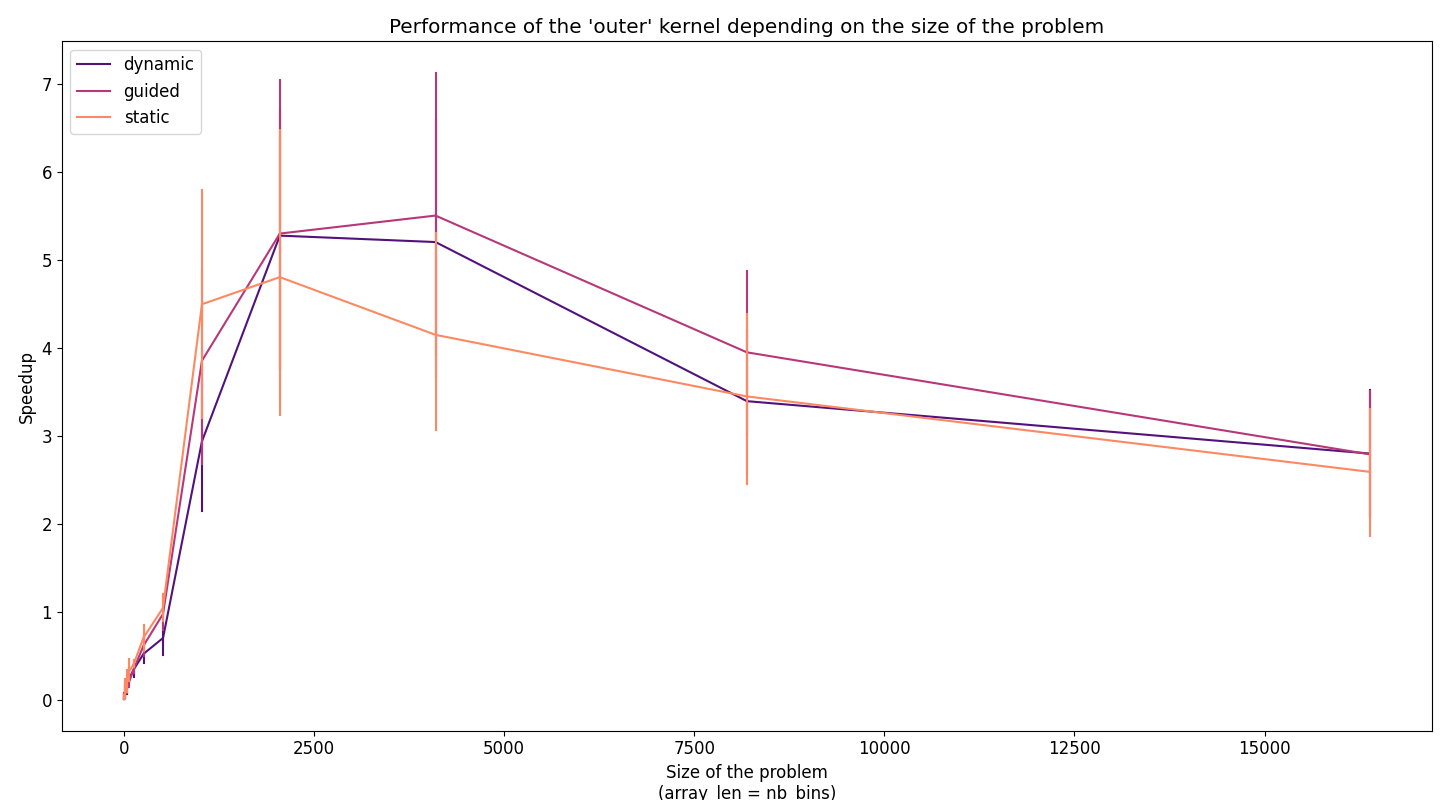 Performance of the 'outer' kernel depending on the size of the problem
dynamic
guided
static
7
6
5
4
3
2
1
0
Speedup
0 2500 5000 7500 10000 12500 15000
Size of the problem
(array_len = nb_bins)